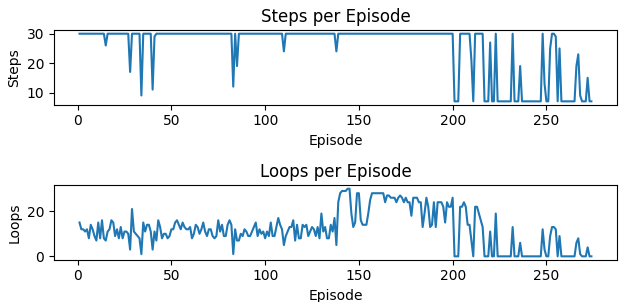 Steps per Episode
30
20
10
Steps
0 50 100 150 200 250
Episode
Loops per Episode
20
0
Loops
0 50 100 150 200 250
Episode